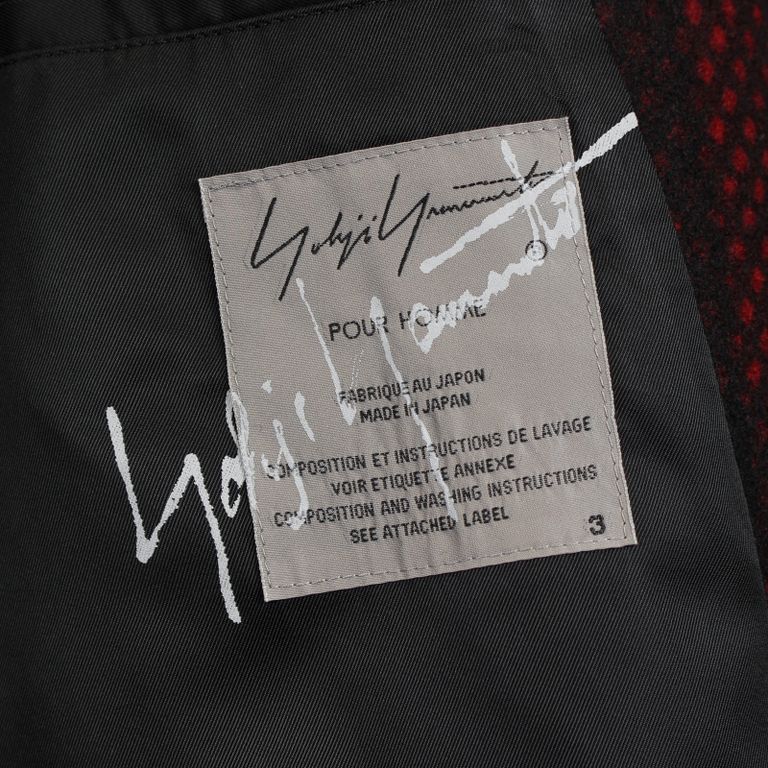 Yohji Yamamoto
®
POUR HOMME
FABRIQUE AU JAPON
MADE IN JAPAN
COMPOSITION ET INSTRUCTIONS DE LAVAGE
VOIR ETIQUETTE ANNEXE
COMPOSITION AND WASHING INSTRUCTIONS
SEE ATTACHED LABEL
3
Yohji Yamamoto